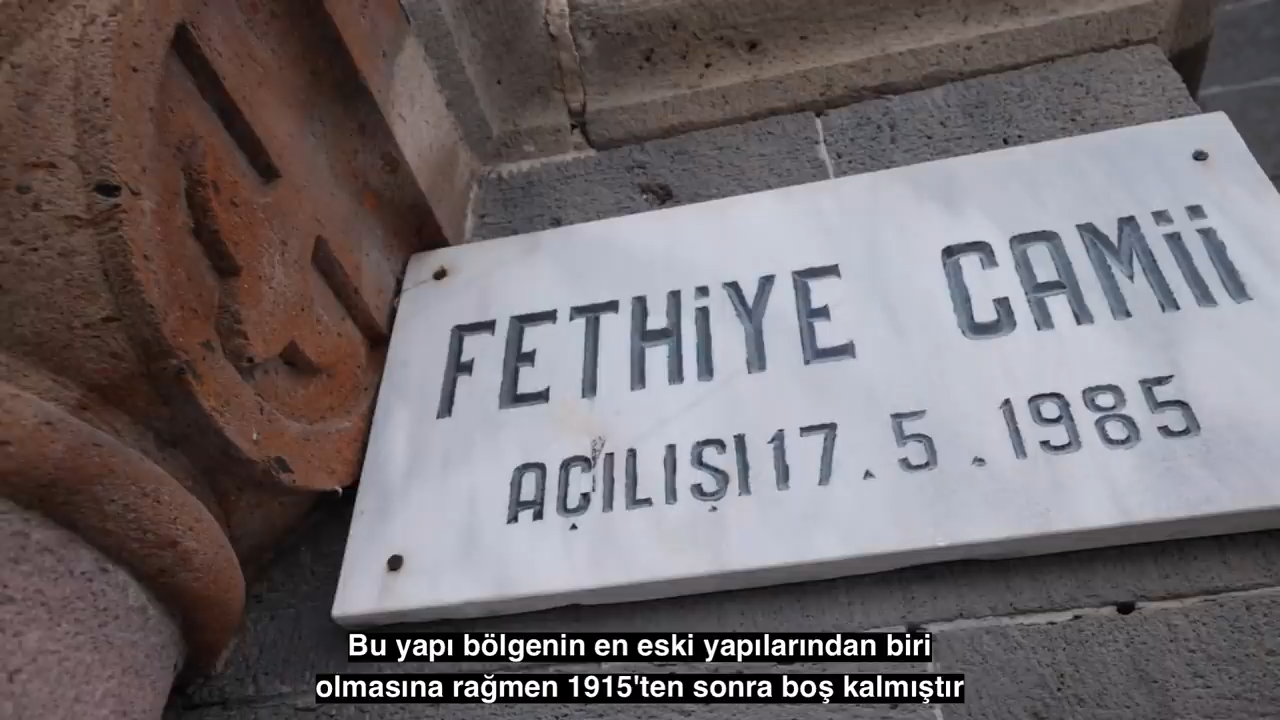 FETHİYE CAMİİ
AÇILIŞI 17.5.1985
Bu yapı bölgenin en eski yapılarından biri
olmasına rağmen 1915'ten sonra boş kalmıştır